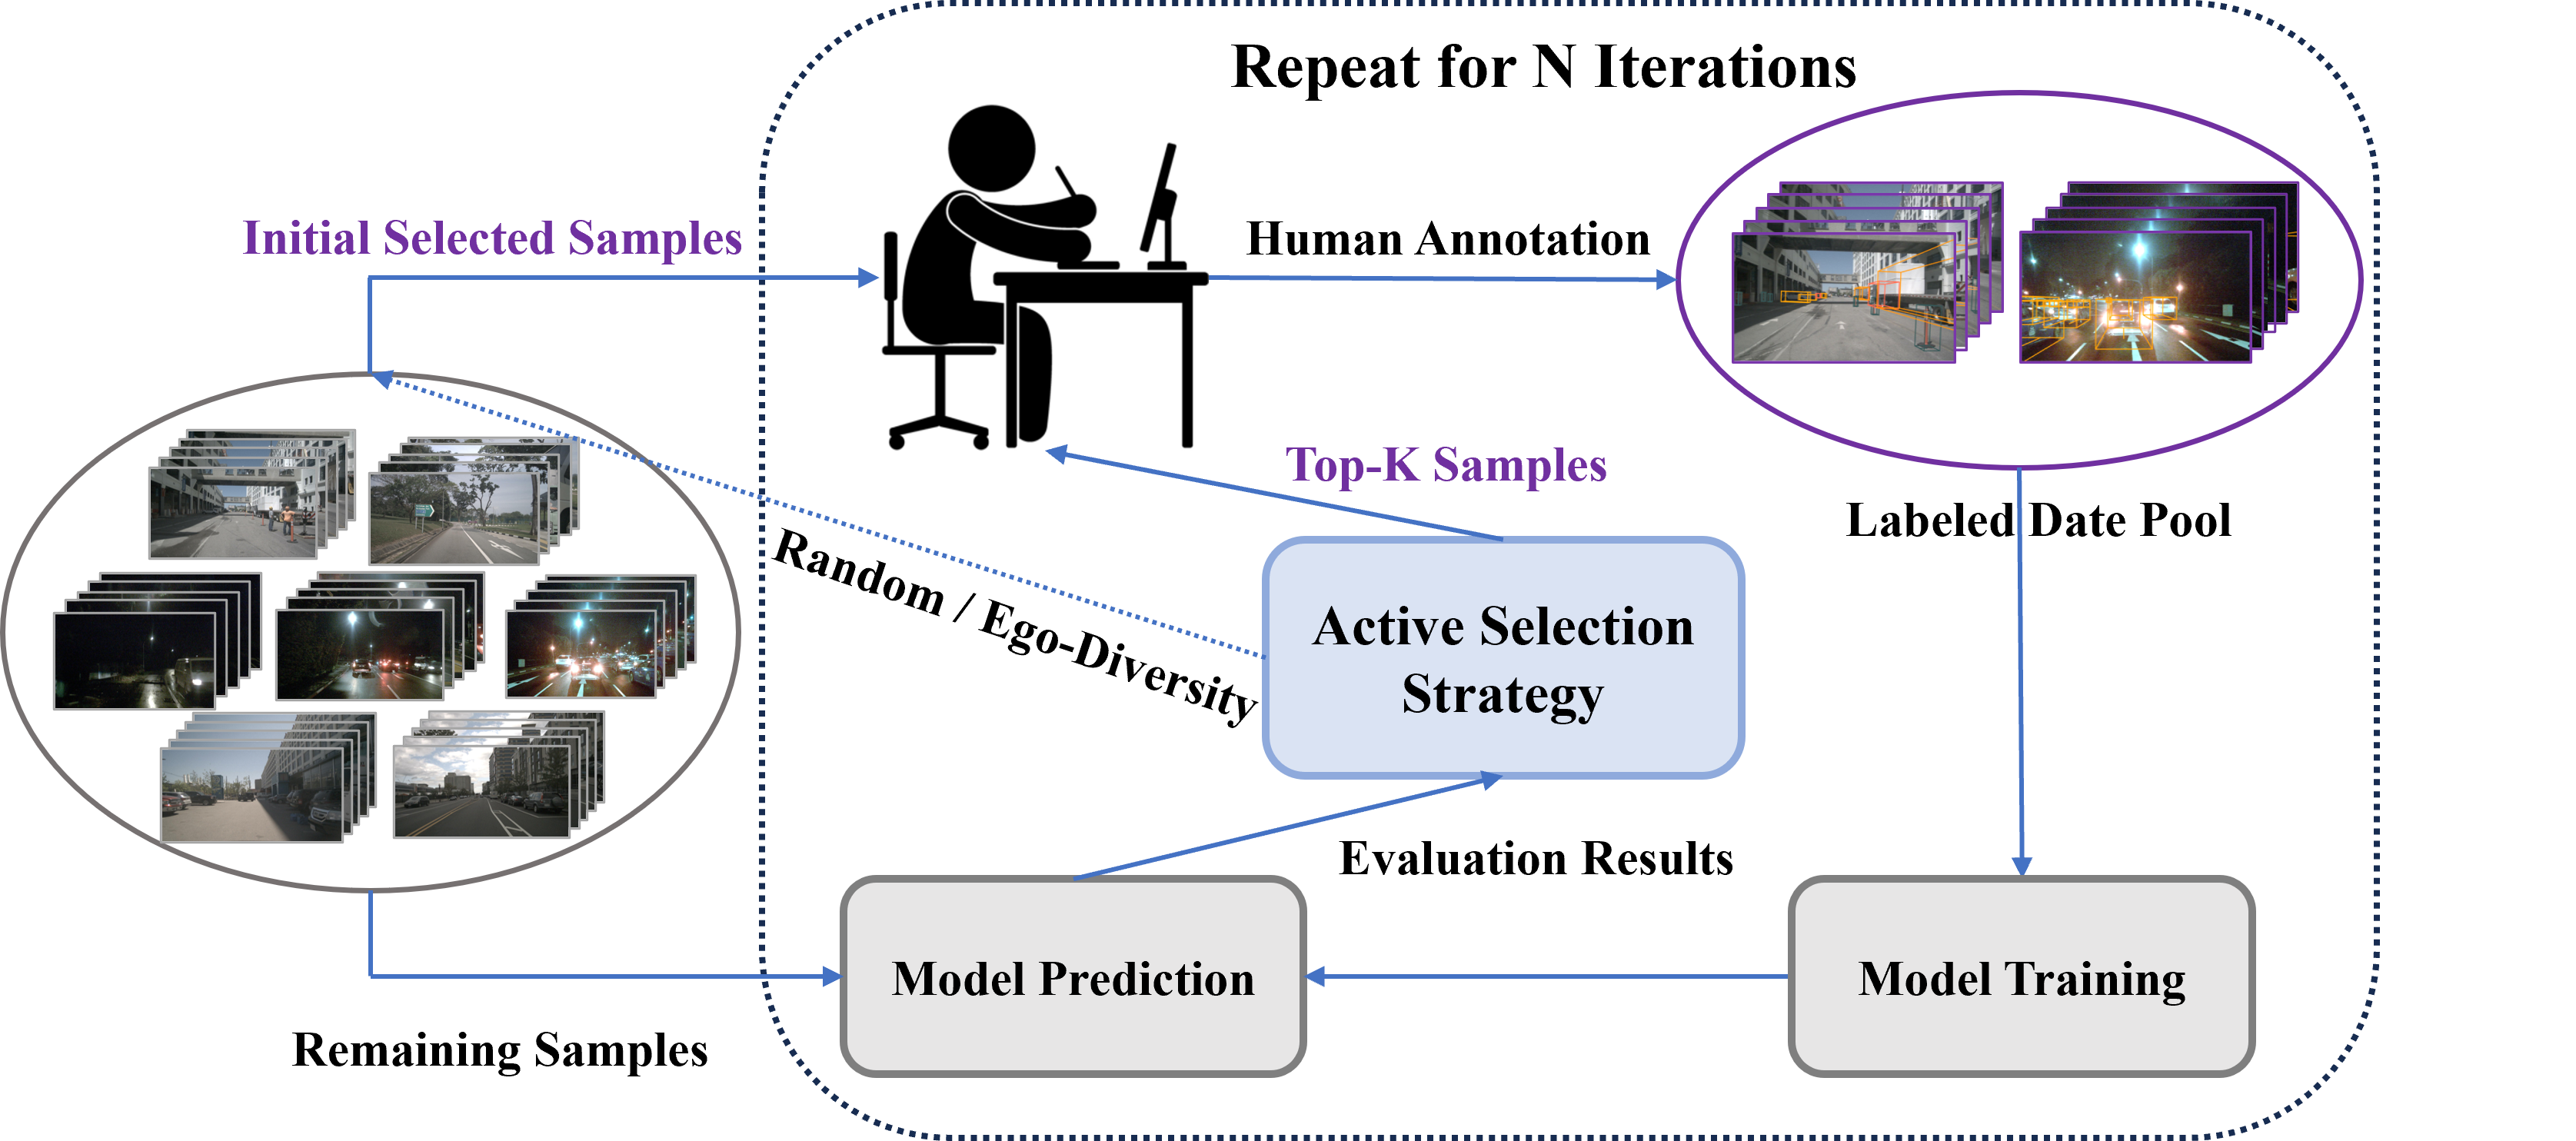 Repeat for N Iterations
Initial Selected Samples
Human Annotation
Top-K Samples
Labeled Date Pool
Random / Ego-Diversity
Active Selection
Strategy
Evaluation Results
Model Prediction
Model Training
Remaining Samples